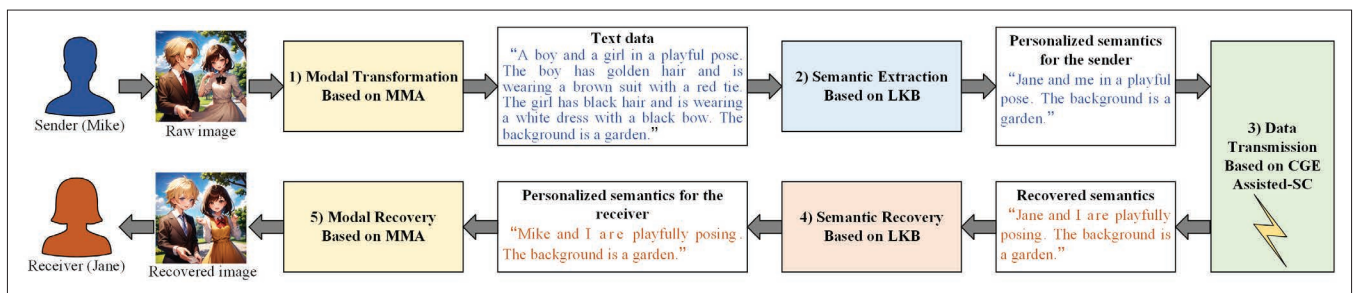 Sender (Mike)
Raw image
1) Modal Transformation
Based on MMA
Text data
“A boy and a girl in a playful pose.
The boy has golden hair and is
wearing a brown suit with a red tie.
The girl has black hair and is wearing
a white dress with a black bow. The
background is a garden.”
2) Semantic Extraction
Based on LKB
Personalized semantics
for the sender
“Jane and me in a playful
pose. The background is a
garden.”
3) Data
Transmission
Based on CGE
Assisted-SC
Recovered semantics
“Jane and I are playfully
posing. The background is
a garden.”
4) Semantic Recovery
Based on LKB
Personalized semantics for the
receiver
“Mike and I are playfully posing.
The background is a garden.”
5) Modal Recovery
Based on MMA
Recovered image
Receiver (Jane)